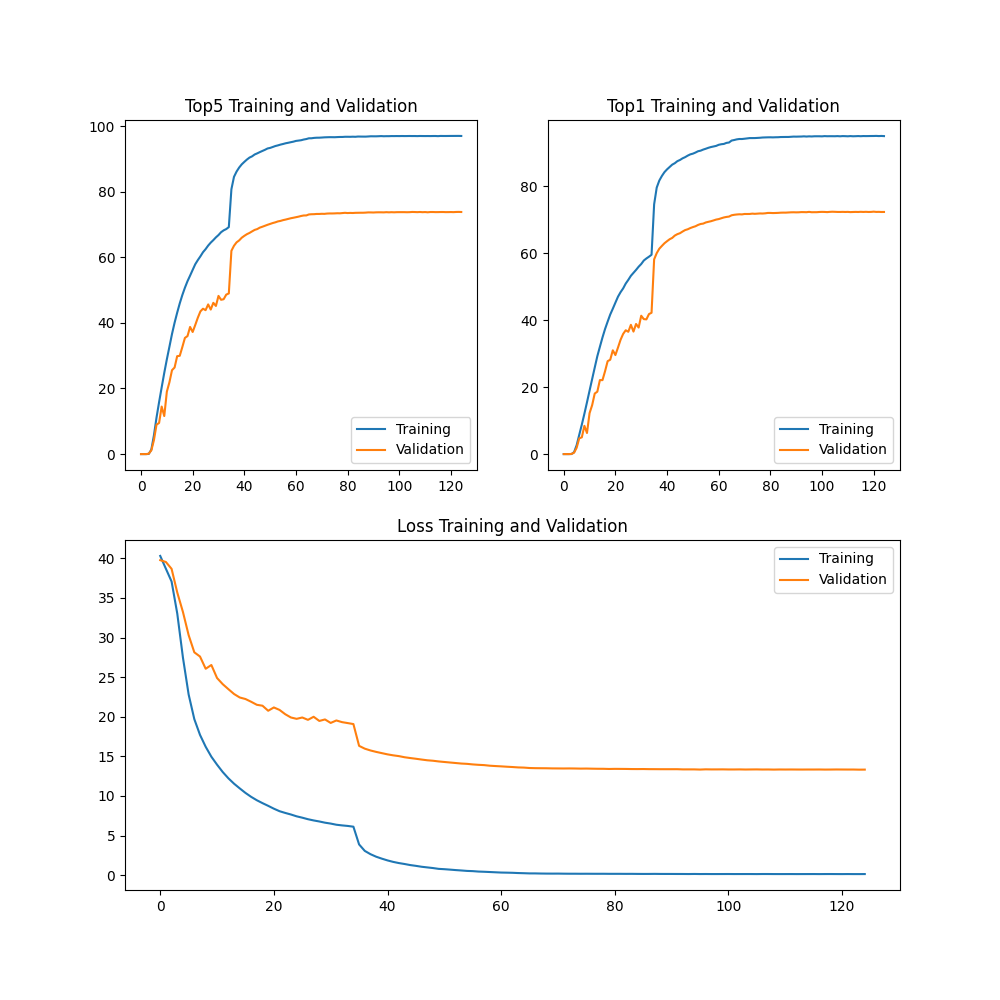 Top5 Training and Validation
100
80
60
40
20
0
0 20 40 60 80 100 120
Training
Validation
Top1 Training and Validation
80
60
40
20
0
0 20 40 60 80 100 120
Training
Validation
Loss Training and Validation
40
35
30
25
20
15
10
5
0
0 20 40 60 80 100 120
Training
Validation